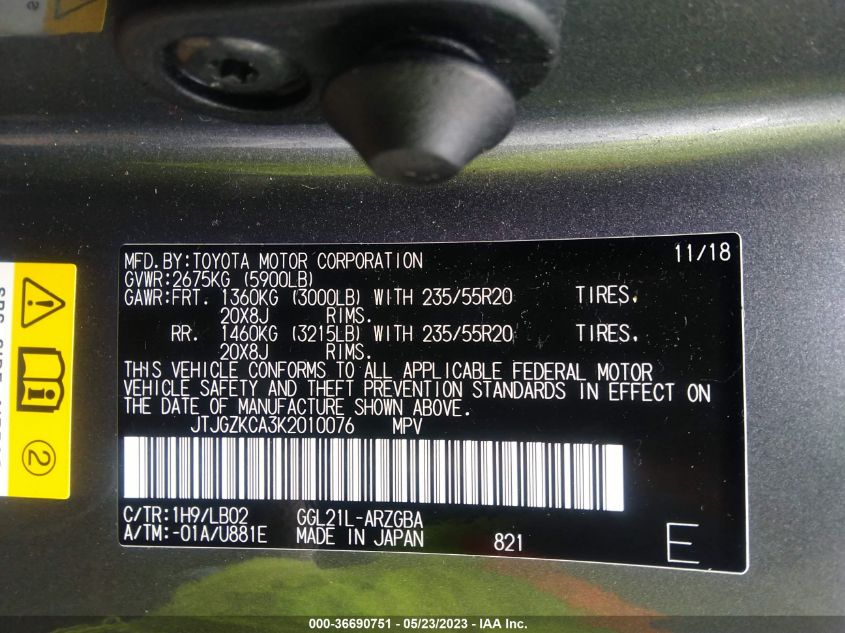 MFD.BY:TOYOTA MOTOR CORPORATION 11/18
GVWR:2675KG (5900LB)
GAWR:FRT. 1360KG (3000LB) WITH 235/55R20 TIRES,
20X8J RIMS.
RR. 1460KG (3215LB) WITH 235/55R20 TIRES,
20X8J RIMS.
THIS VEHICLE CONFORMS TO ALL APPLICABLE FEDERAL MOTOR
VEHICLE SAFETY AND THEFT PREVENTION STANDARDS IN EFFECT ON
THE DATE OF MANUFACTURE SHOWN ABOVE.
JTJGZKCA3K2010076 MPV
C/TR:1H9/LB02 GGL21L-ARZGBA
A/TM:-01A/U881E MADE IN JAPAN 821 E
2
000-36690751 — 05/23/2023 — IAA Inc.